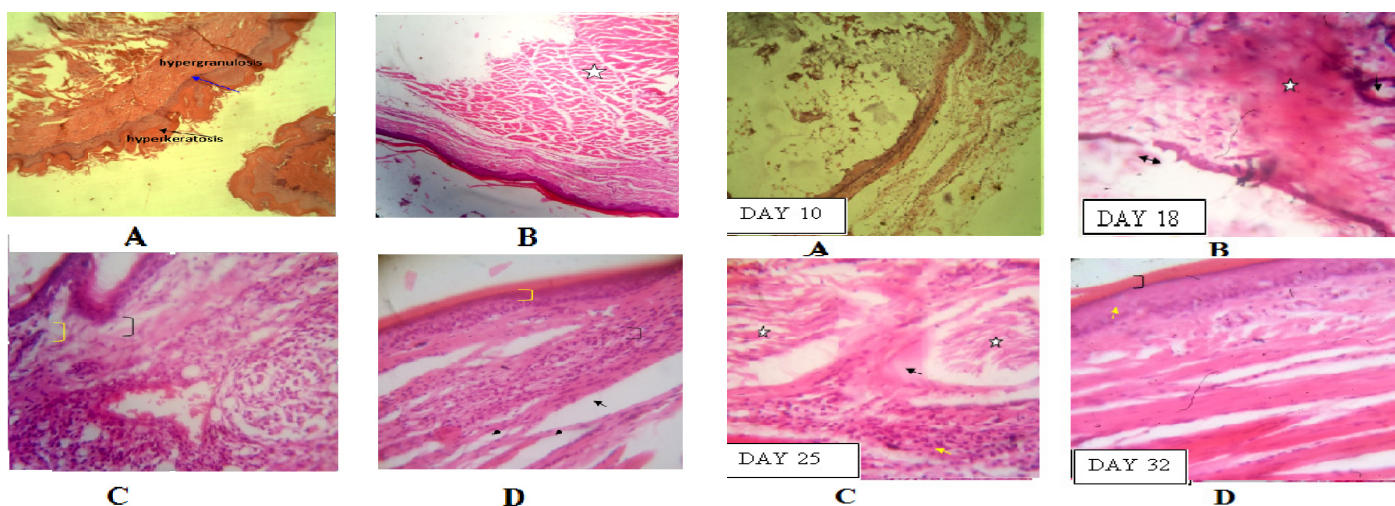 hypergranulosis
hyperkeratosis
A
B
C
D
DAY 10
A
DAY 18
B
DAY 25
C
DAY 32
D